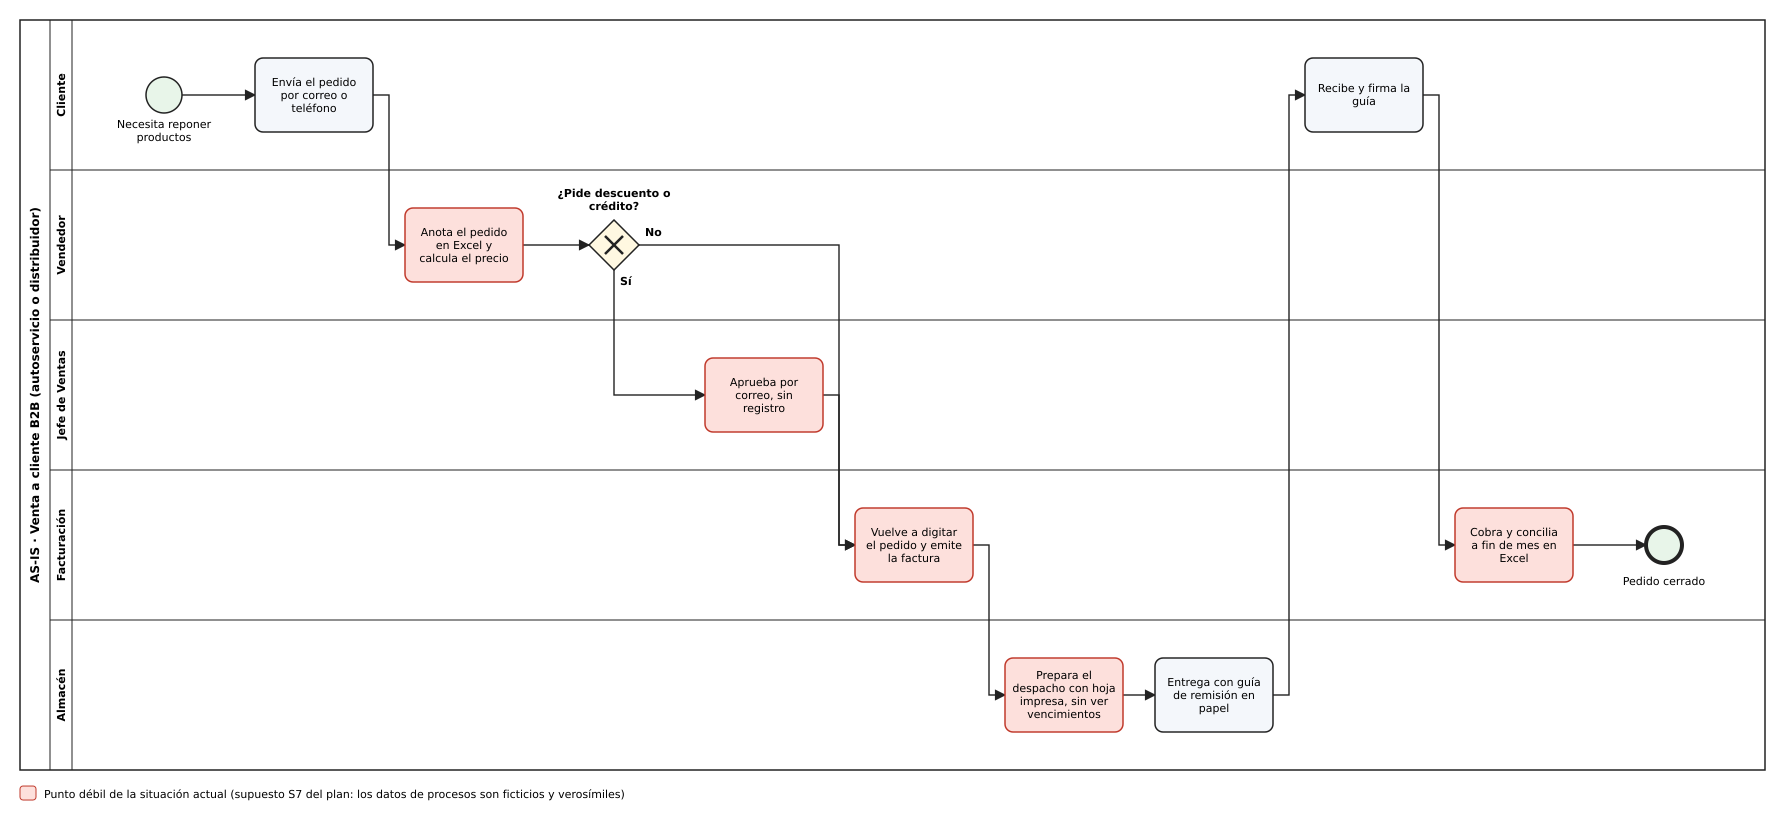 AS-IS · Venta a cliente B2B (autoservicio o distribuidor)
Cliente
Necesita reponer
productos
Envía el pedido
por correo o
teléfono
Recibe y firma la
guía
Vendedor
Anota el pedido
en Excel y
calcula el precio
¿Pide descuento o
crédito?
No
Sí
Jefe de Ventas
Aprueba por
correo, sin
registro
Facturación
Vuelve a digitar
el pedido y emite
la factura
Cobra y concilia
a fin de mes en
Excel
Pedido cerrado
Almacén
Prepara el
despacho con hoja
impresa, sin ver
vencimientos
Entrega con guía
de remisión en
papel
Punto débil de la situación actual (supuesto S7 del plan: los datos de procesos son ficticios y verosímiles)